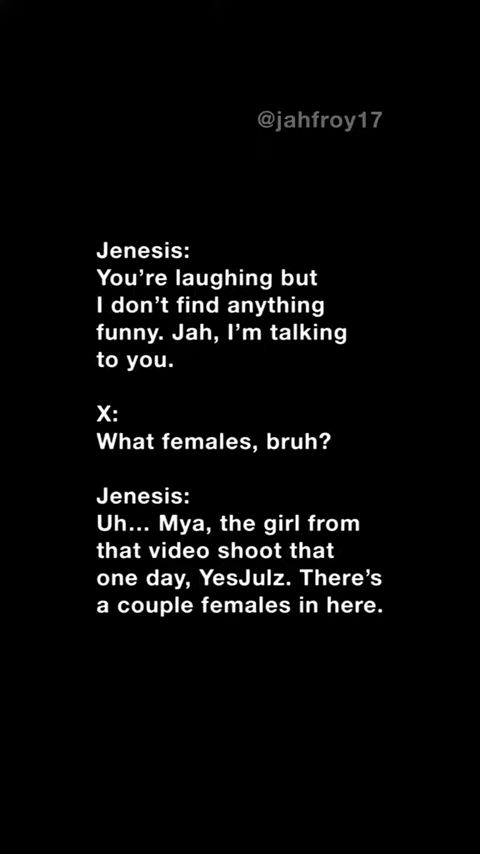 @jahfroy17
Jenesis:
You’re laughing but
I don’t find anything
funny. Jah, I’m talking
to you.
X:
What females, bruh?
Jenesis:
Uh... Mya, the girl from
that video shoot that
one day, YesJulz. There’s
a couple females in here.